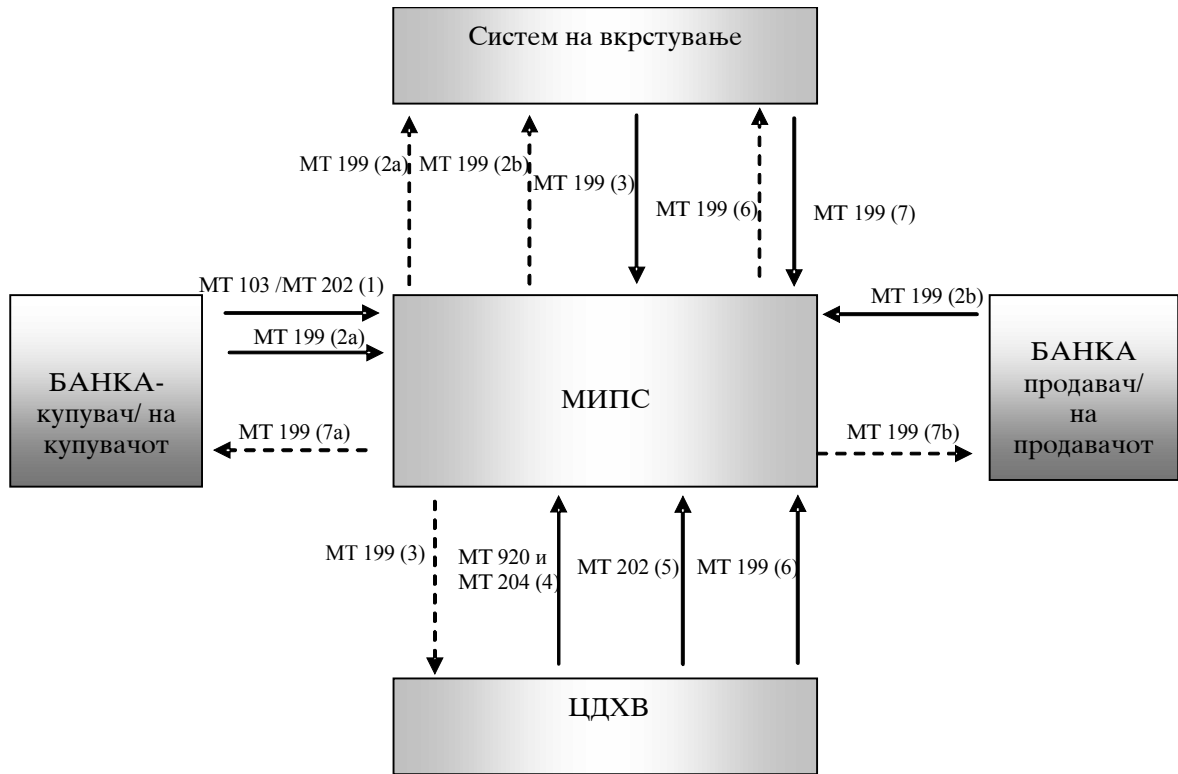 Систем на вкрстување
МТ 199 (2a) МТ 199 (2b)
МТ 199 (3)
МТ 199 (6)
МТ 199 (7)
МТ 103 /МТ 202 (1)
МТ 199 (2a)
МТ 199 (2b)
БАНКА-
купувач/ на
купувачот
МИПС
БАНКА
продавач/
на
продавачот
МТ 199 (7a)
МТ 199 (7b)
МТ 199 (3)
МТ 920 и
МТ 204 (4)
МТ 202 (5)
МТ 199 (6)
ЦДХВ